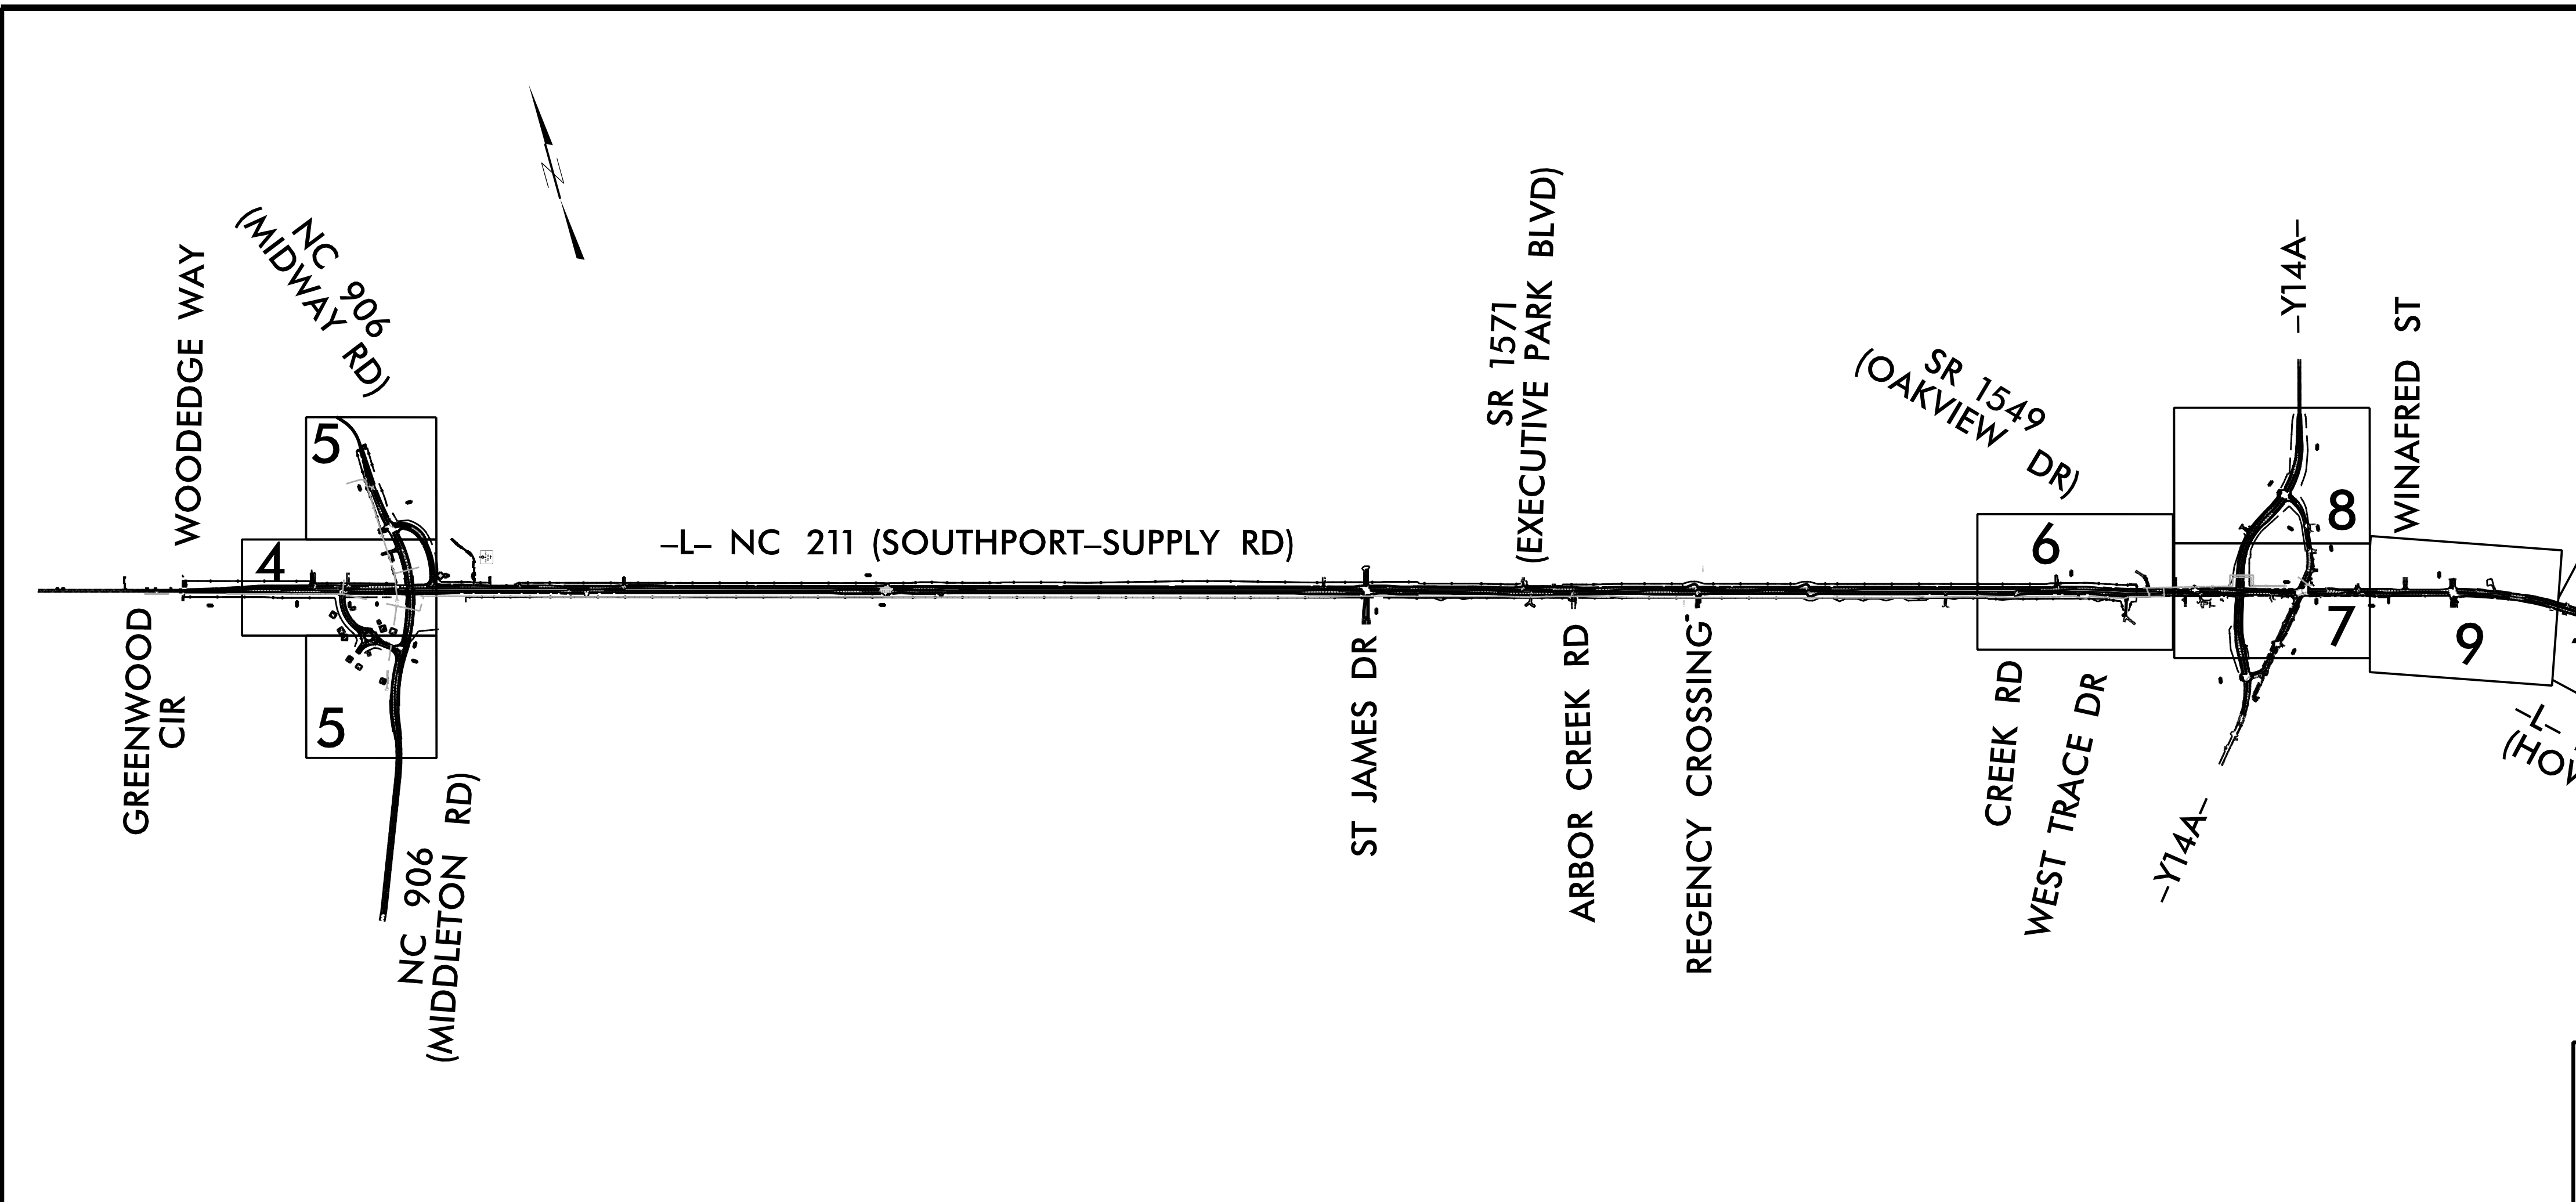 WOODEDGE WAY
NC 906
(MIDWAY RD)
N
5
4
5
GREENWOOD
CIR
NC 906
(MIDDLETON RD)
–L– NC 211 (SOUTHPORT–SUPPLY RD)
ST JAMES DR
SR 1571
(EXECUTIVE PARK BLVD)
ARBOR CREEK RD
REGENCY CROSSING
SR 1549
(OAKVIEW DR)
6
CREEK RD
WEST TRACE DR
–Y14A–
–Y14A–
8
7
WINAFRED ST
9
–L–
(HOW